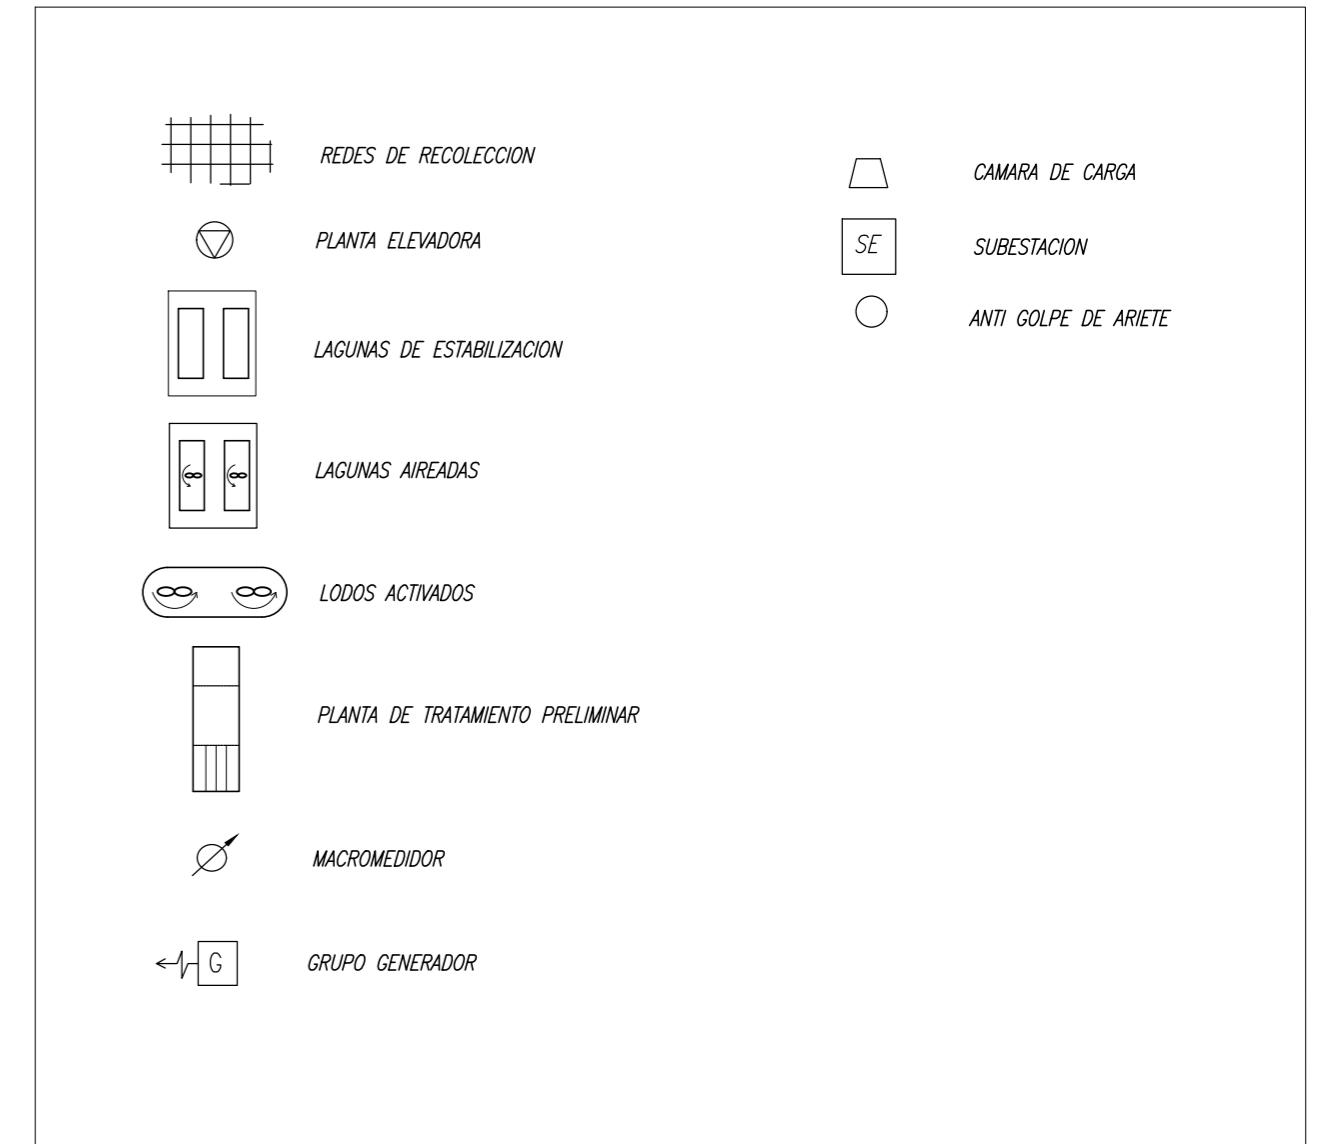 REDES DE RECOLECCION
PLANTA ELEVADORA
LAGUNAS DE ESTABILIZACION
LAGUNAS AIREADAS
LODOS ACTIVADOS
PLANTA DE TRATAMIENTO PRELIMINAR
MACROMEDIDOR
G
GRUPO GENERADOR
CAMARA DE CARGA
SE
SUBESTACION
ANTI GOLPE DE ARIETE